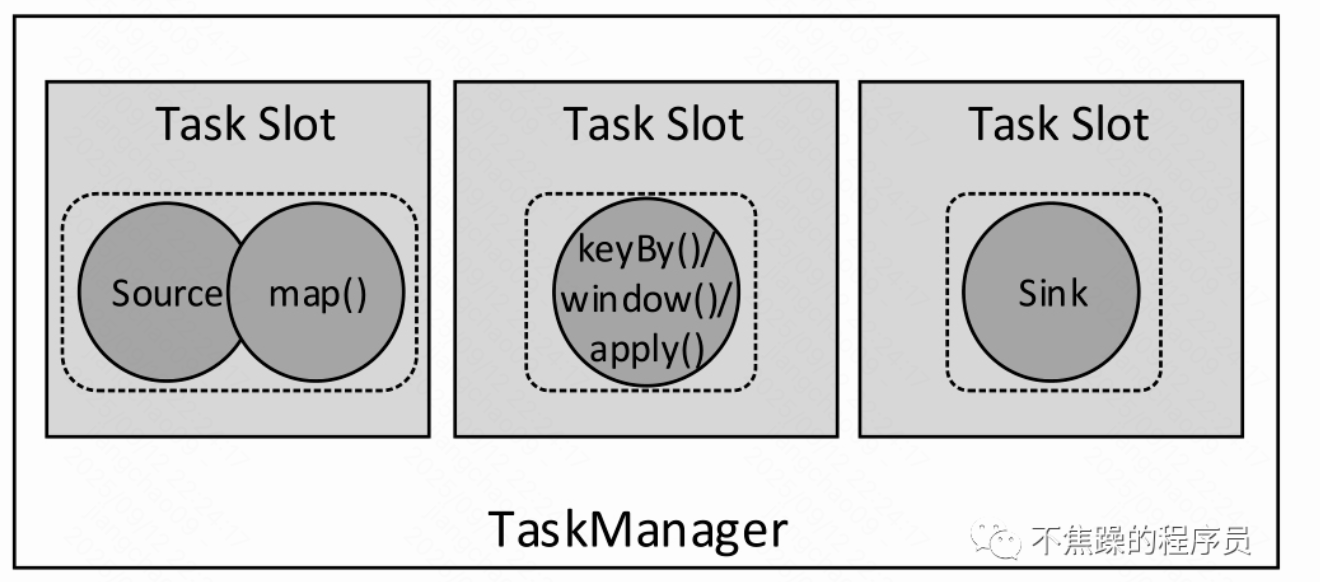 Task Slot
Task Slot
Task Slot
Source
map()
keyBy()/
window()/
apply()
Sink
TaskManager
不焦躁的程序员